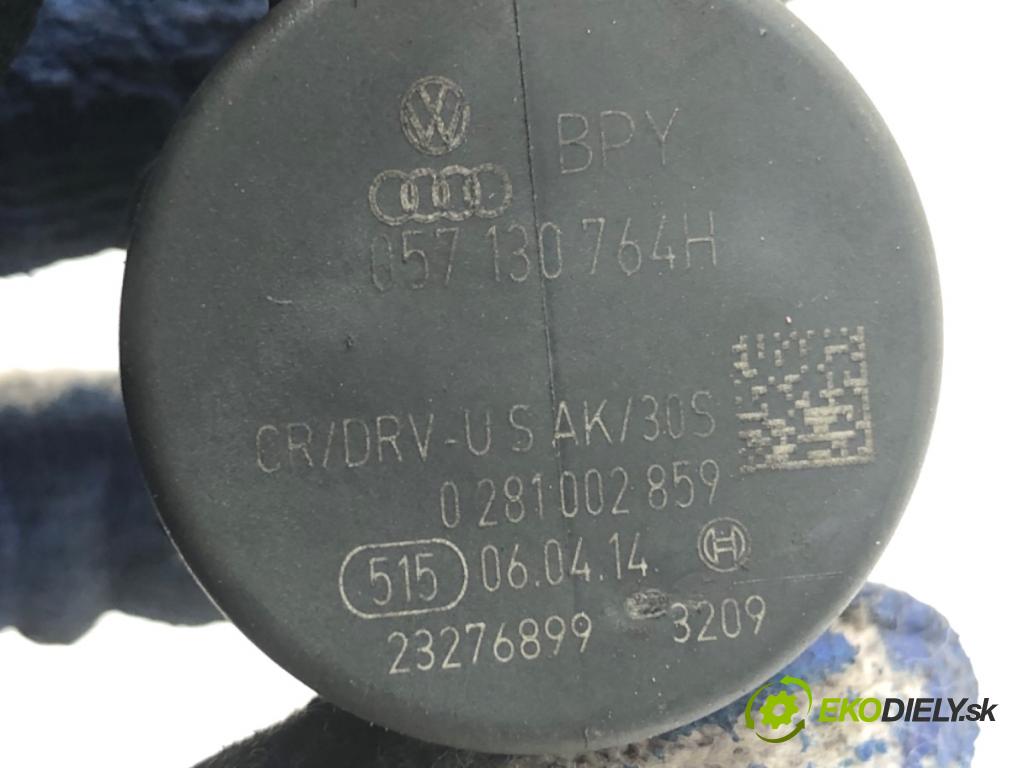 BPY
057 130 764H
CR/DRV-U S AK/30S
0 281 002 859
515 06.04.14.
23276899 3209
EKODIELY.sk